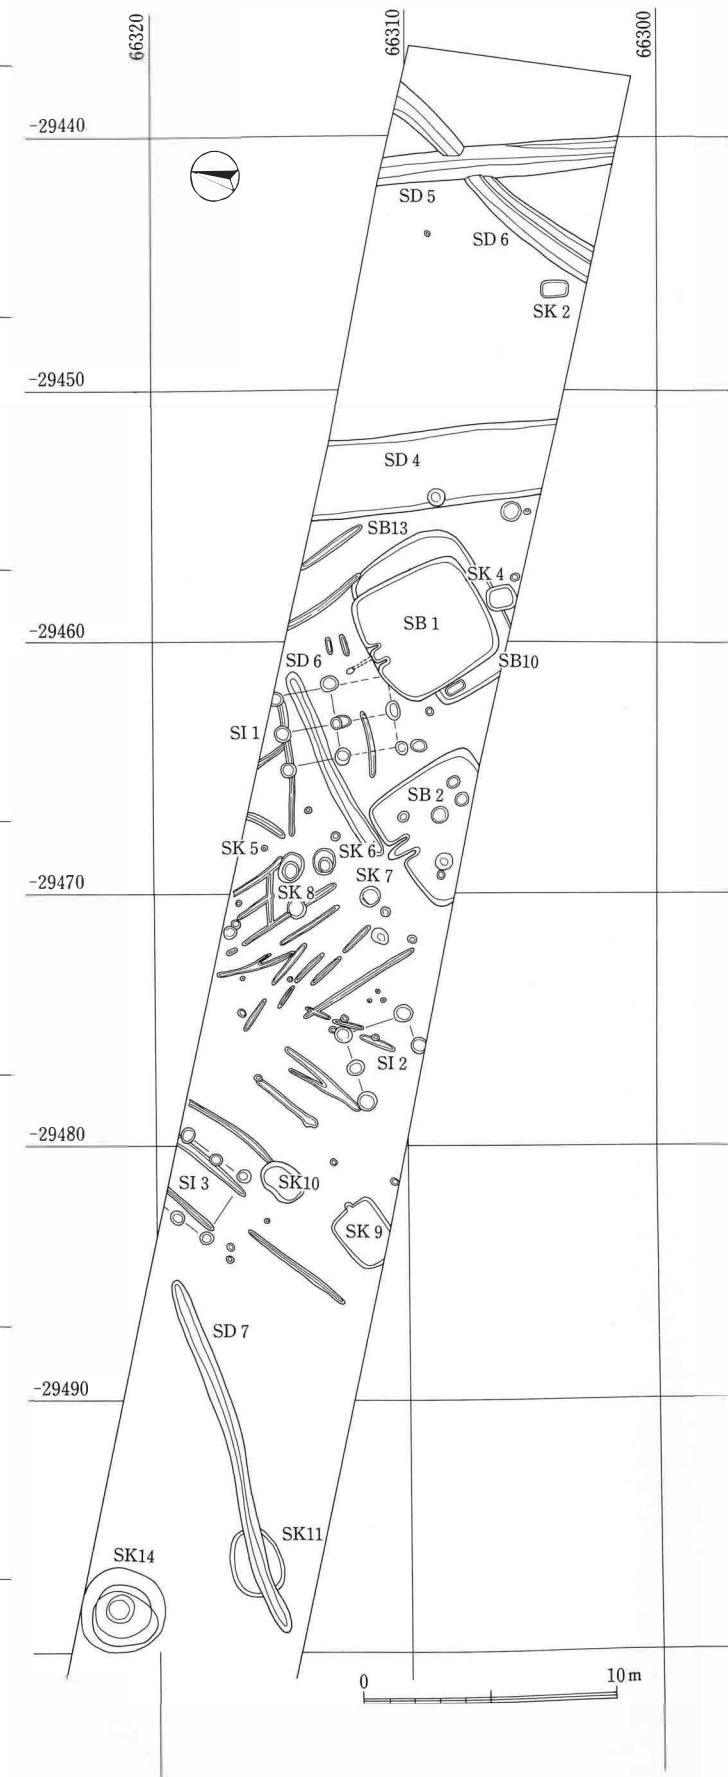 66320
66310
66300
-29440
SD 5
SD 6
SK 2
-29450
SD 4
SB13
SK 4
SB 1
-29460
SB10
SD 6
SI 1
SB 2
SK 5
SK 6
SK 7
-29470
SK 8
SI 2
-29480
SI 3
SK10
SK 9
SD 7
-29490
SK11
SK14
0
10m